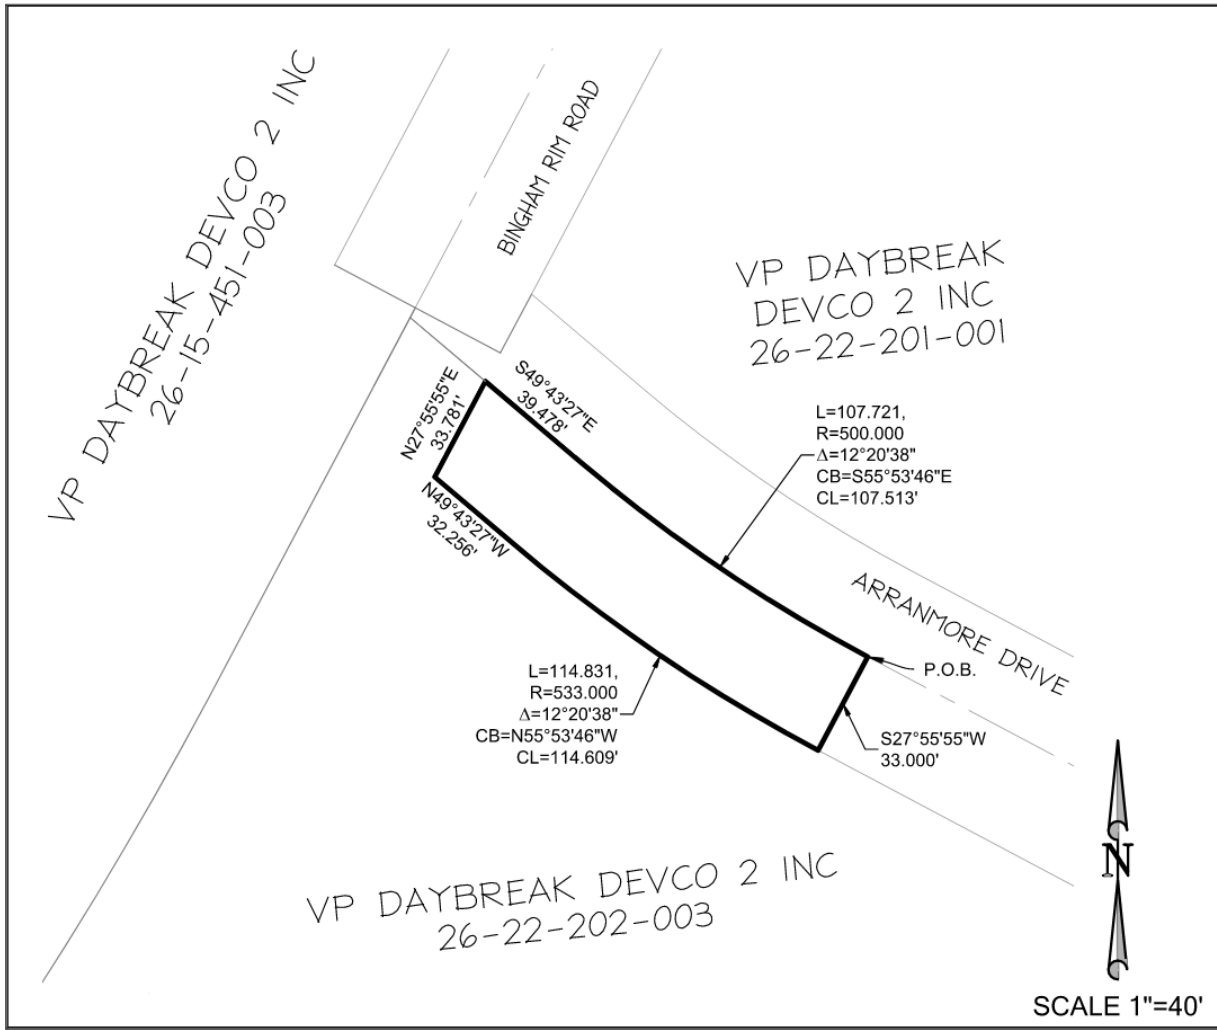 VP DAYBREAK DEVCO 2 INC
26-15-451-003
BINGHAM RIM ROAD
VP DAYBREAK
DEVCO 2 INC
26-22-201-001
N27°55'55"E
33.781'
S49°43'27"E
39.478'
L=107.721,
R=500.000
Δ=12°20'38"
CB=S55°53'46"E
CL=107.513'
N49°43'27"W
32.256'
ARRANMORE DRIVE
P.O.B.
L=114.831,
R=533.000
Δ=12°20'38"
CB=N55°53'46"W
CL=114.609'
S27°55'55"W
33.000'
VP DAYBREAK DEVCO 2 INC
26-22-202-003
N
SCALE 1"=40'